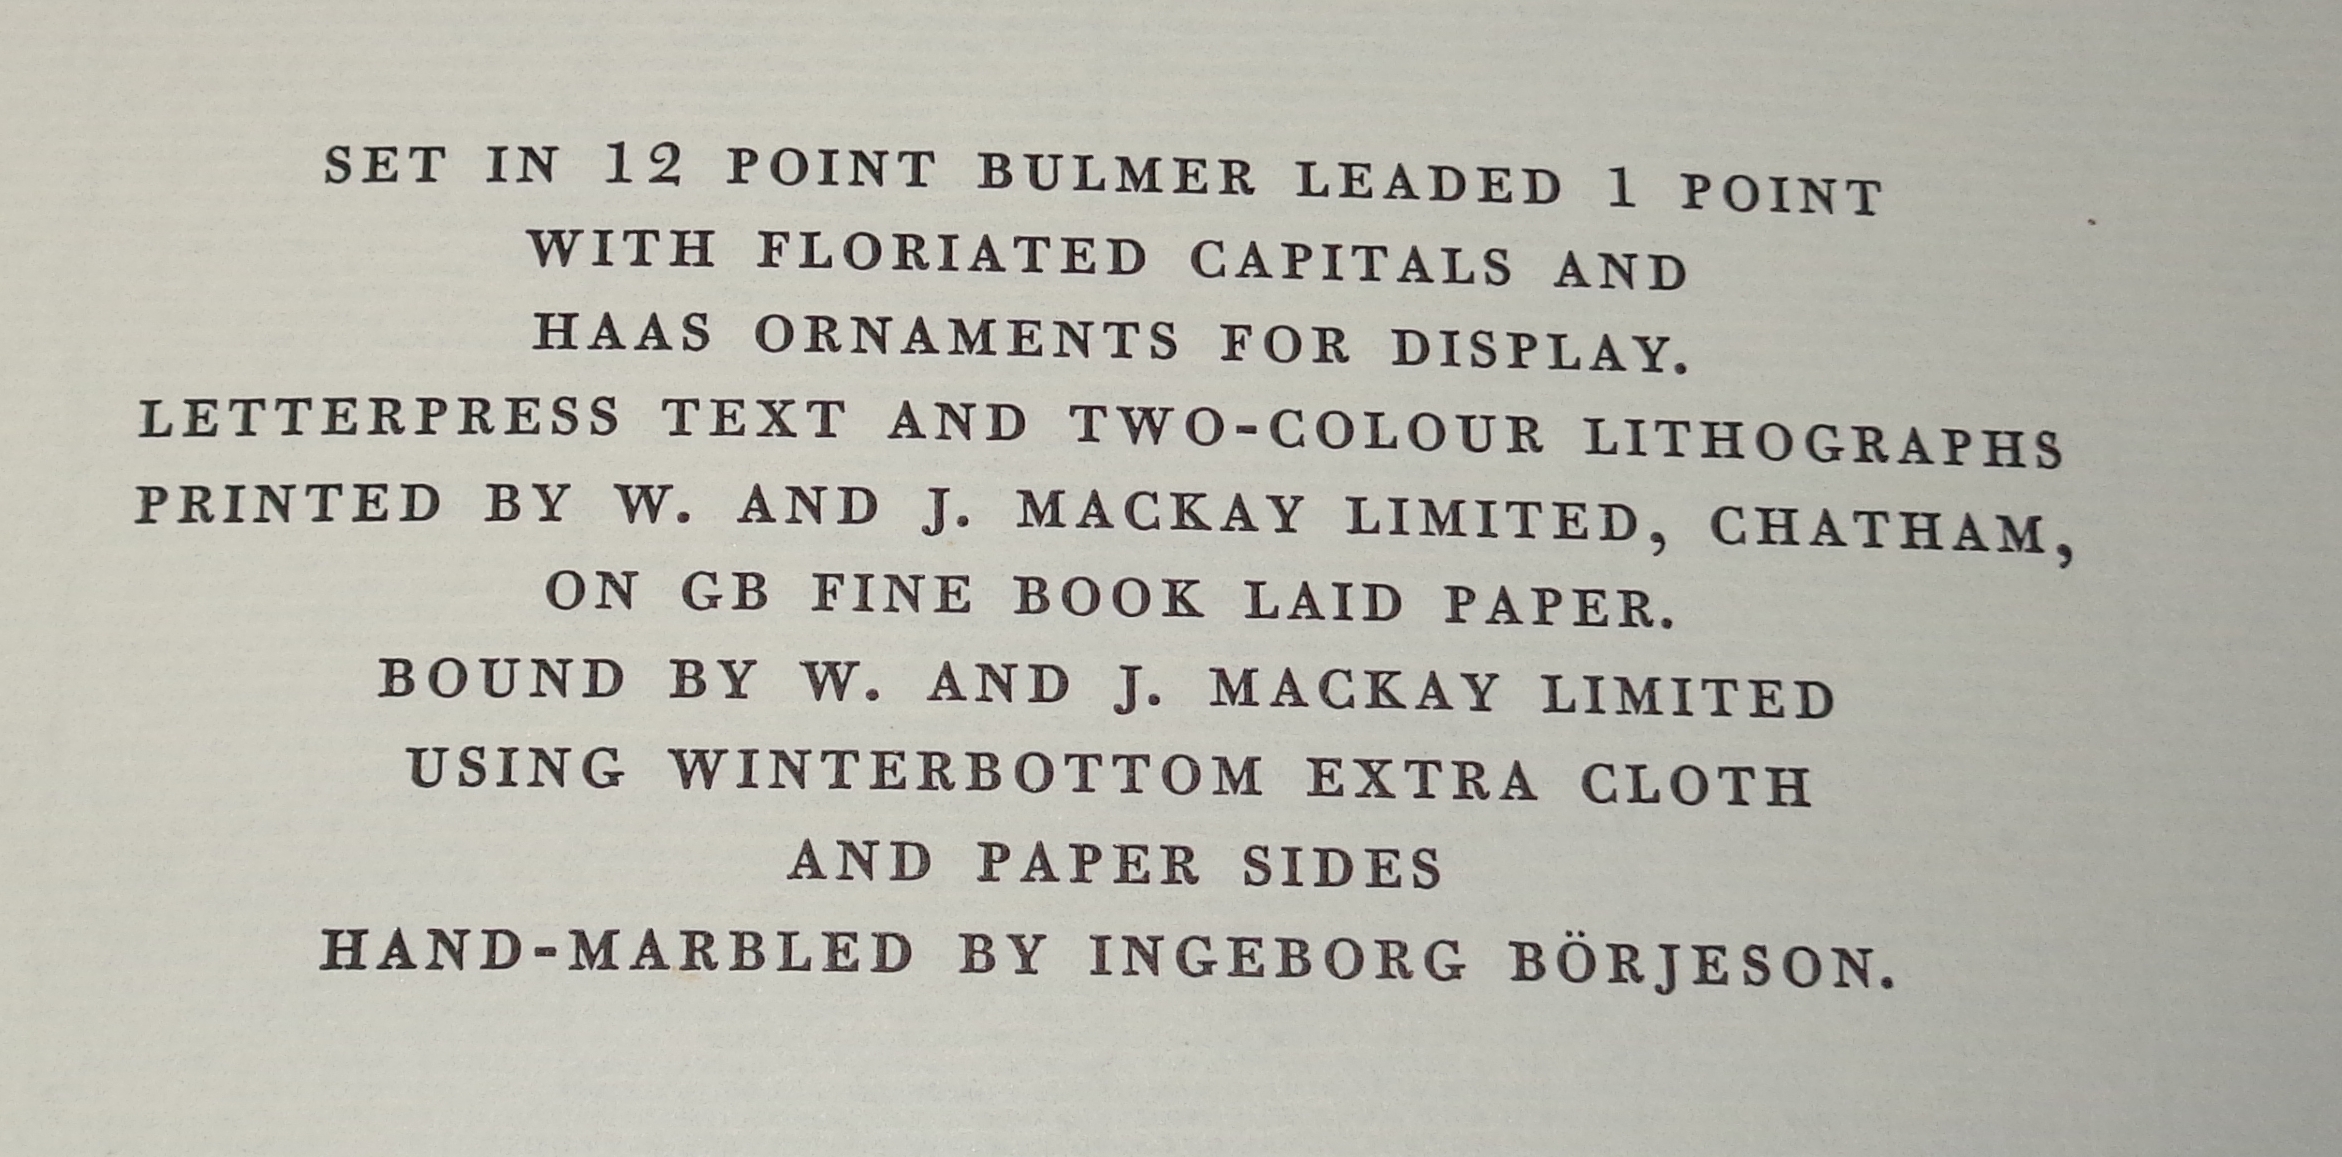 SET IN 12 POINT BULMER LEADED 1 POINT
WITH FLORIATED CAPITALS AND
HAAS ORNAMENTS FOR DISPLAY.
LETTERPRESS TEXT AND TWO-COLOUR LITHOGRAPHS
PRINTED BY W. AND J. MACKAY LIMITED, CHATHAM,
ON GB FINE BOOK LAID PAPER.
BOUND BY W. AND J. MACKAY LIMITED
USING WINTERBOTTOM EXTRA CLOTH
AND PAPER SIDES
HAND-MARBLED BY INGEBORG BÖRJESON.